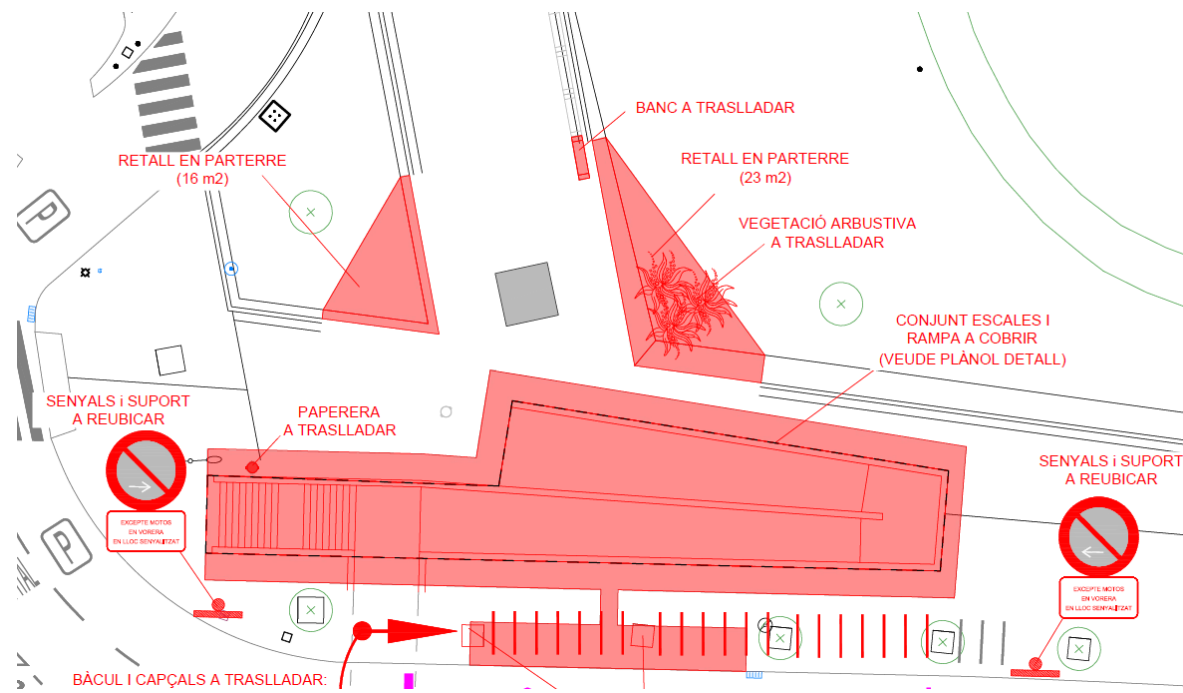 BANC A TRASLLADAR
RETALL EN PARTERRE
(16 m2)
RETALL EN PARTERRE
(23 m2)
VEGETACIÓ ARBUSTIVA
A TRASLLADAR
P
CONJUNT ESCALES I
RAMPA A COBRIR
(VEUDE PLÀNOL DETALL)
SENYALS i SUPORT
A REUBICAR
PAPERERA
A TRASLLADAR
SENYALS i SUPORT
A REUBICAR
EXCEPTE MOTOS
EN VORERA
EN LLOC SENYALITZAT
P
EXCEPTE MOTOS
EN VORERA
EN LLOC SENYALITZAT
BÀCUL I CAPÇALS A TRASLLADAR: